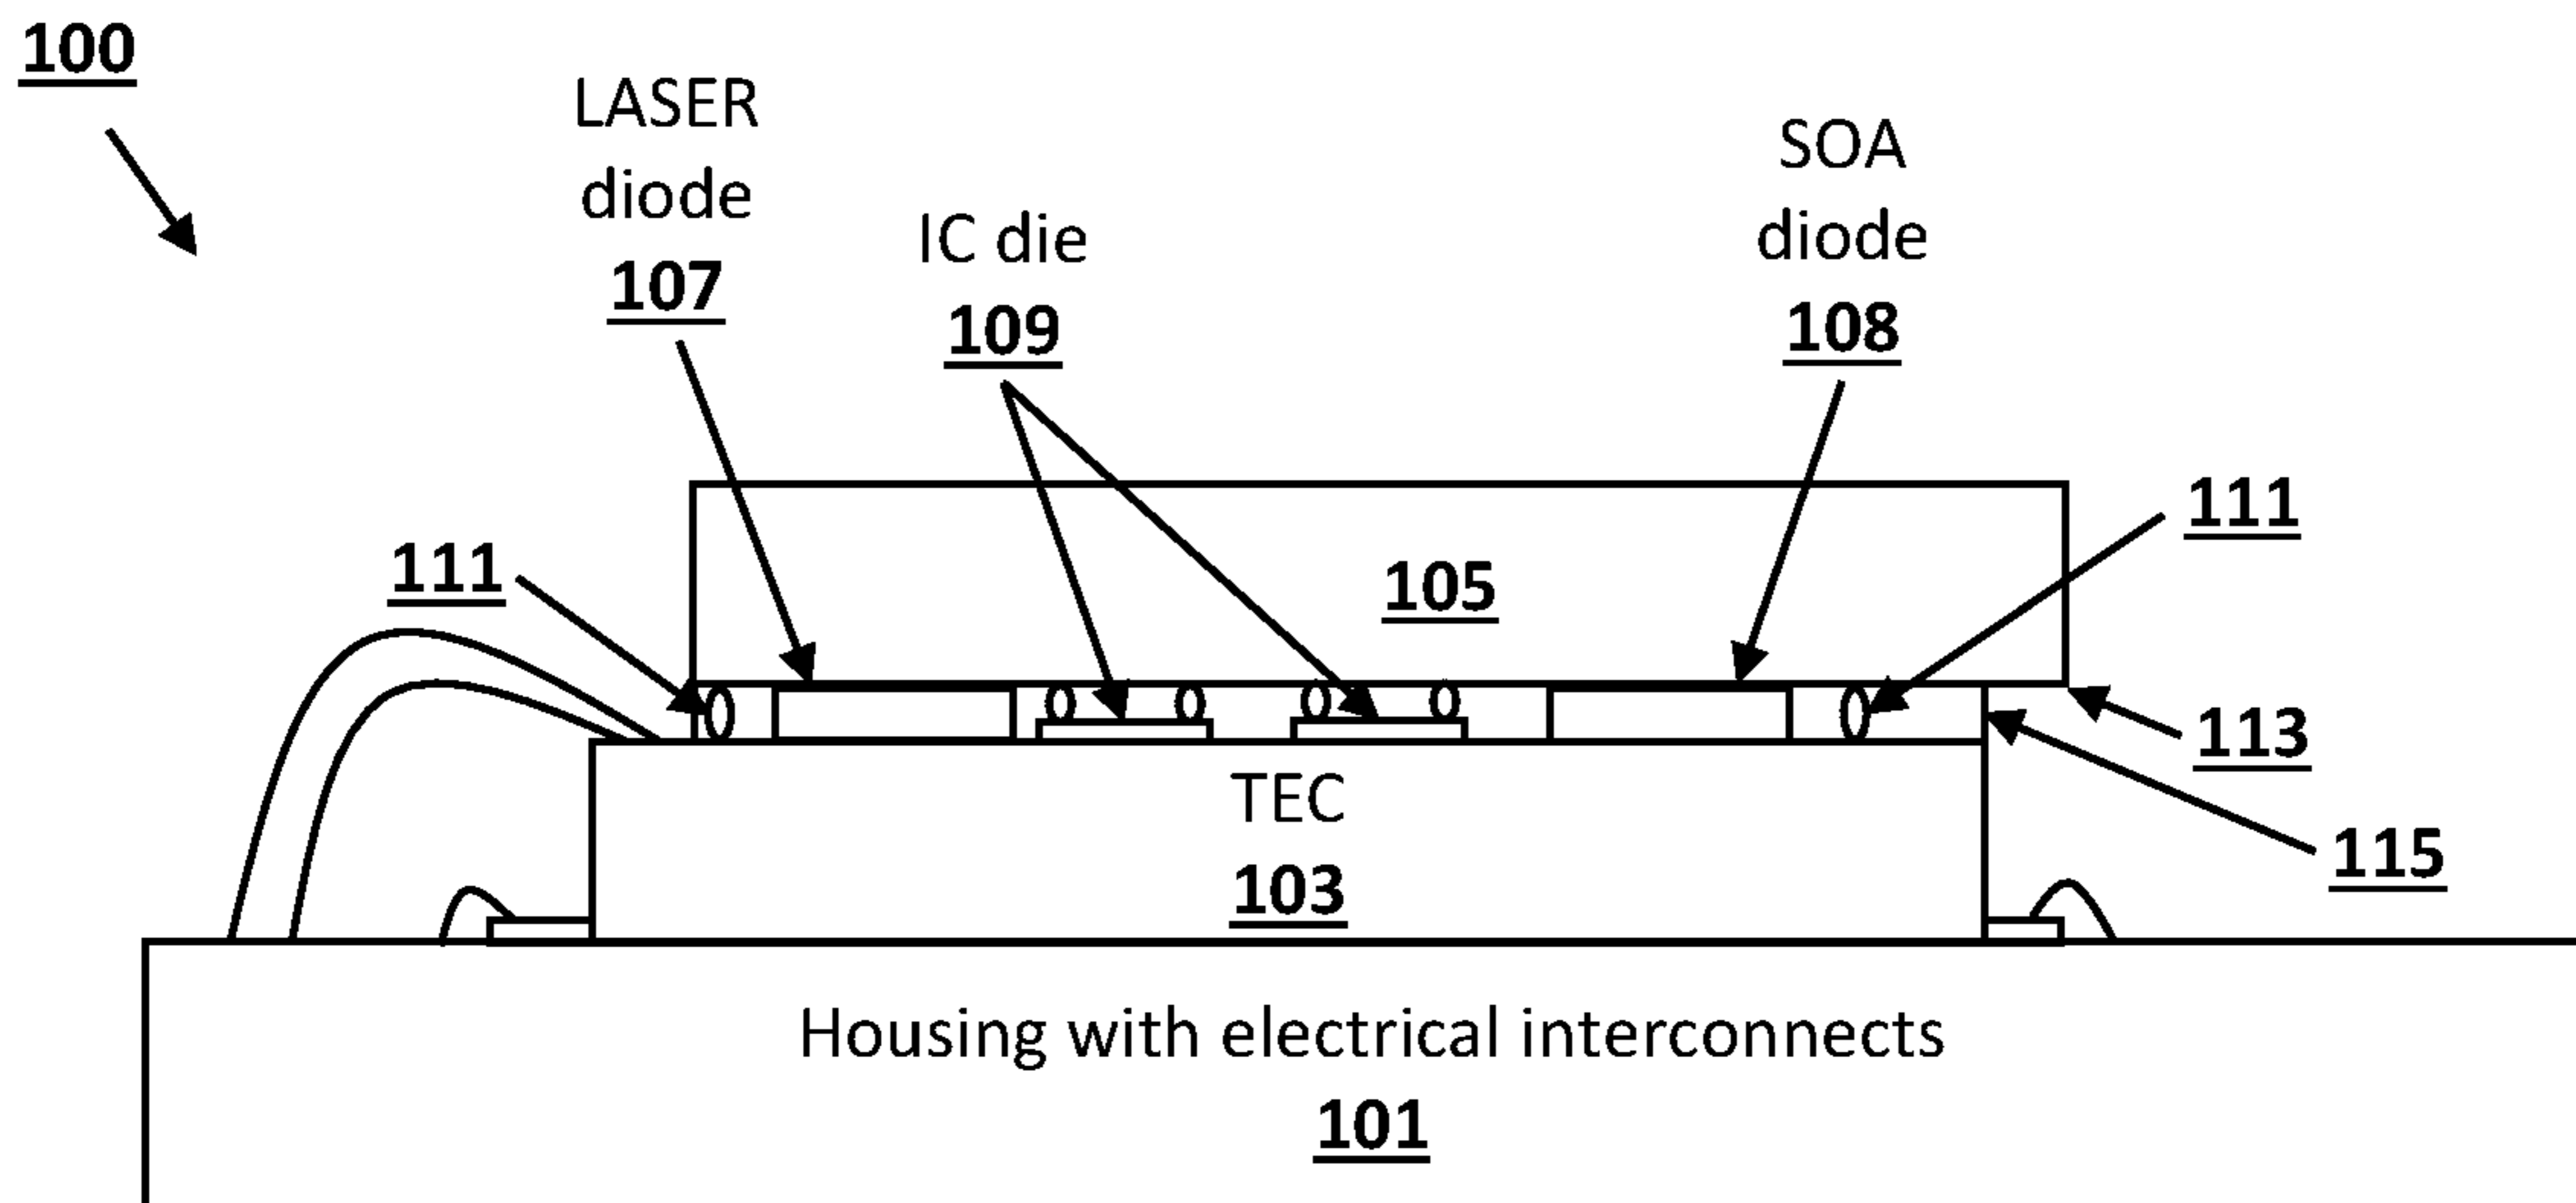 100
LASER
diode
107
IC die
109
SOA
diode
108
111
111
105
113
TEC
103
115
Housing with electrical interconnects
101